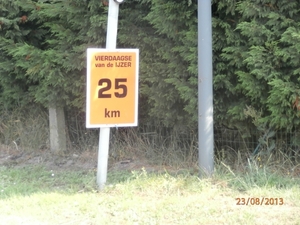 VIERDAAGSE
van de IJZER
25
km
23/08/2013